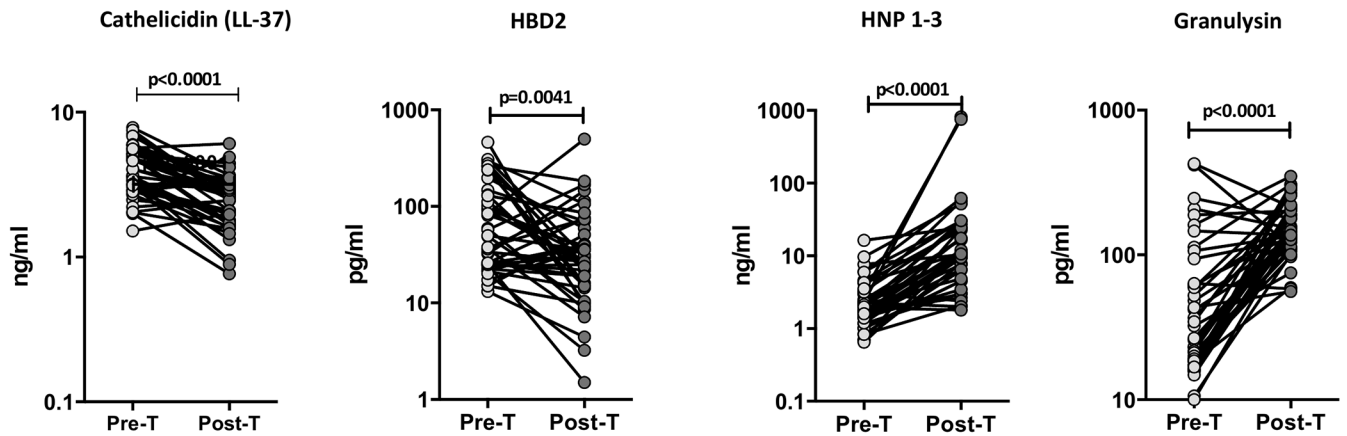 Cathelicidin (LL-37)
HBD2
HNP 1-3
Granulysin
p<0.0001
p=0.0041
p<0.0001
p<0.0001
ng/ml
10
1
0.1
Pre-T Post-T
pg/ml
1000
100
10
1
Pre-T Post-T
ng/ml
1000
100
10
1
0.1
Pre-T Post-T
pg/ml
1000
100
10
Pre-T Post-T